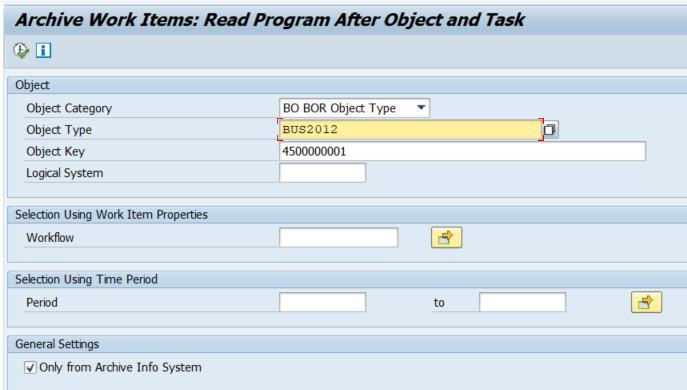 Archive Work Items: Read Program After Object and Task
Object
Object Category BO BOR Object Type
Object Type BUS2012
Object Key 4500000001
Logical System
Selection Using Work Item Properties
Workflow
Selection Using Time Period
Period to
General Settings
Only from Archive Info System